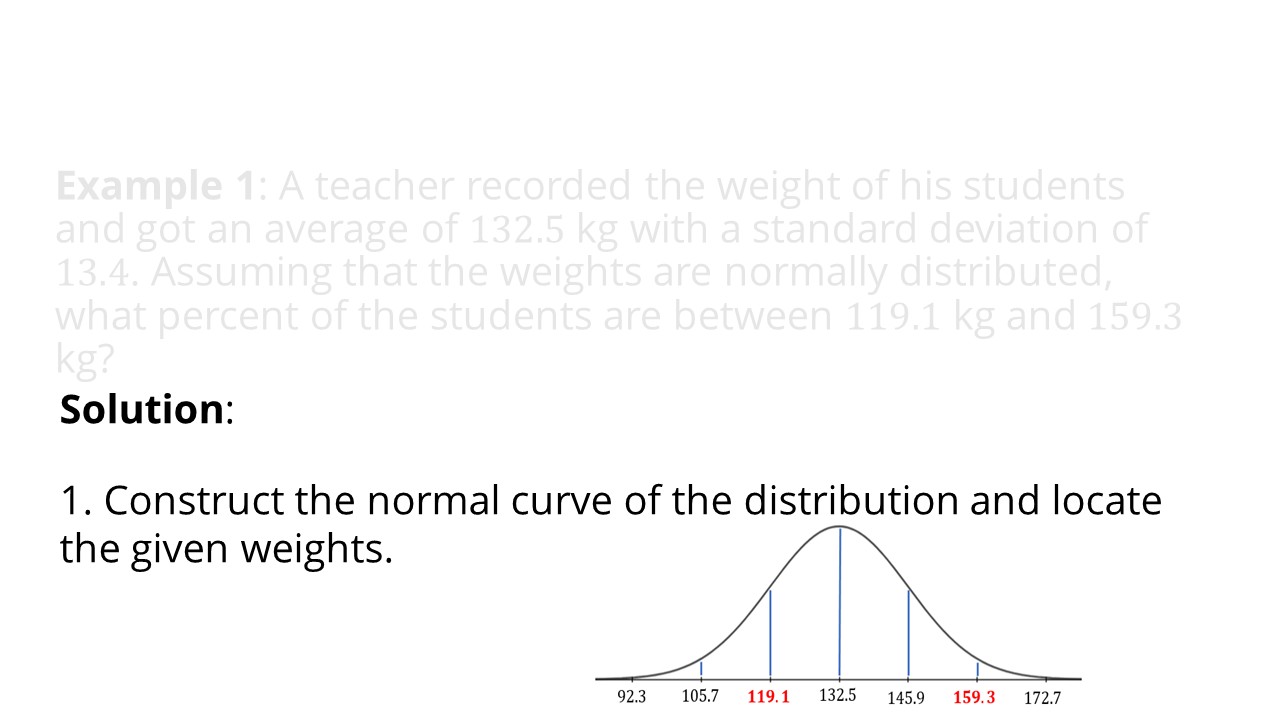 Example 1: A teacher recorded the weight of his students
and got an average of 132.5 kg with a standard deviation of
13.4. Assuming that the weights are normally distributed,
what percent of the students are between 119.1 kg and 159.3
kg?
Solution:
1. Construct the normal curve of the distribution and locate
the given weights.
92.3 105.7 119.1 132.5 145.9 159.3 172.7